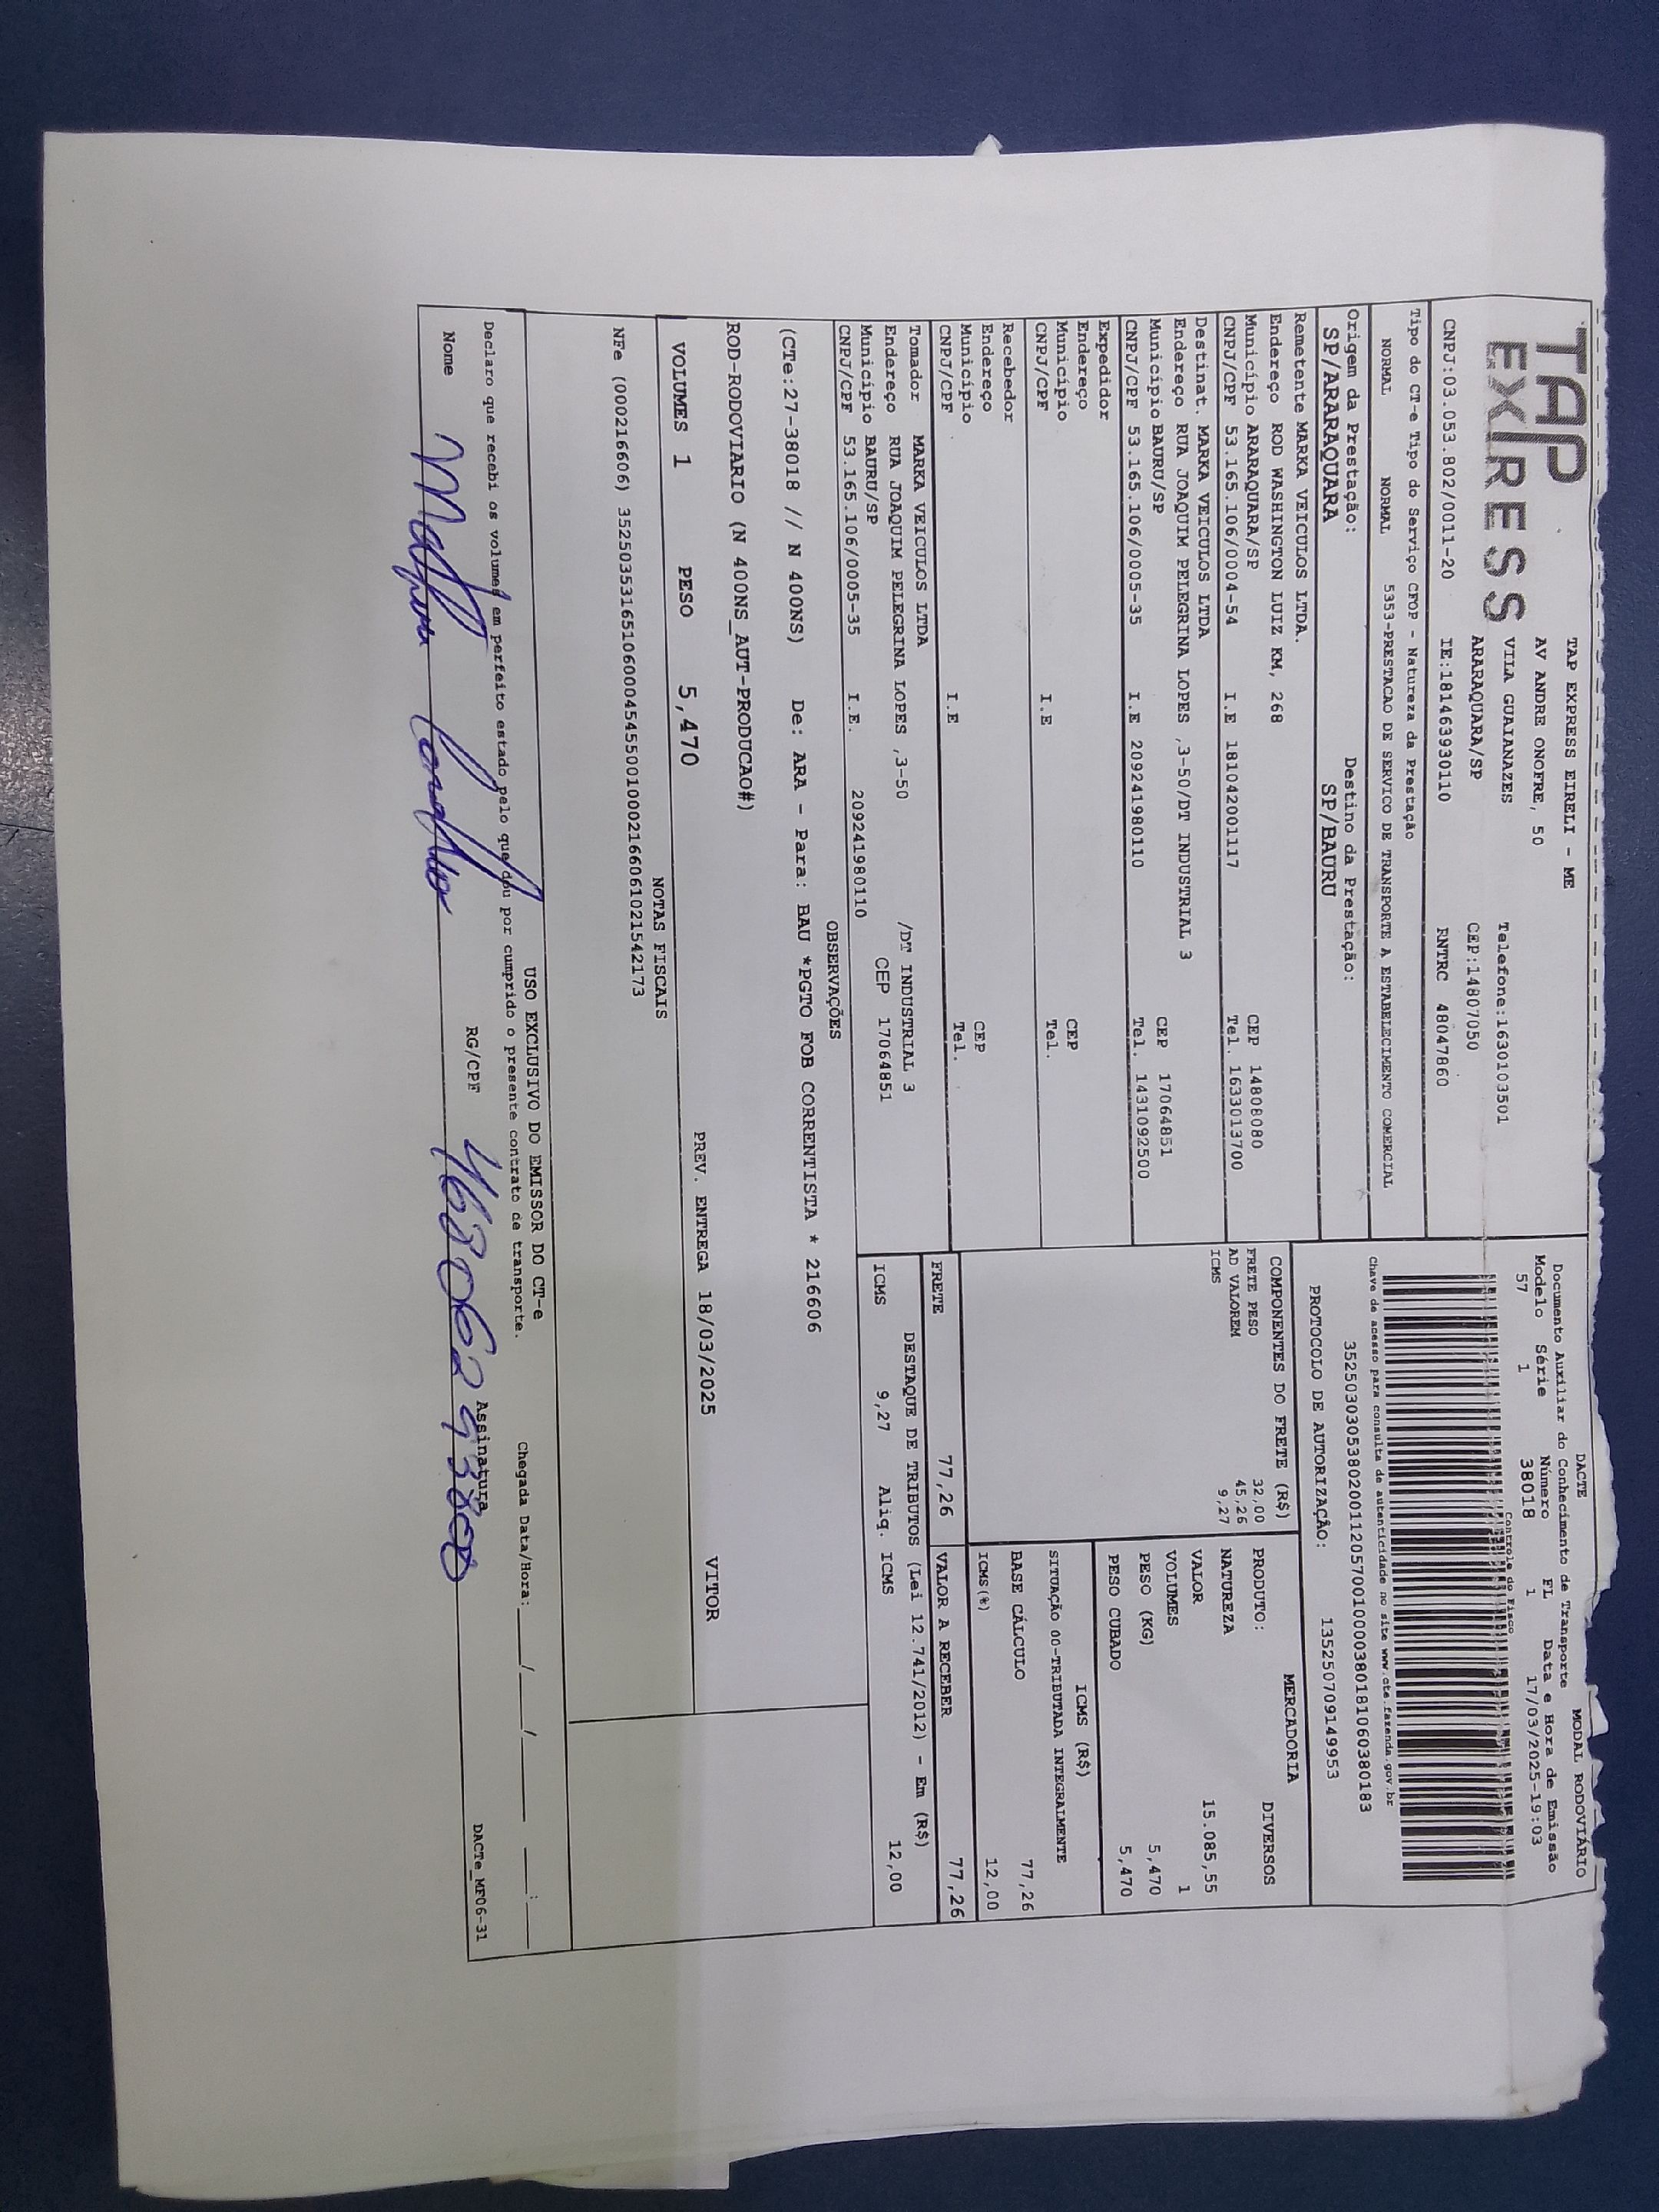 TAP
EXPRESS
TAP EXPRESS EIRELI - ME
AV ANDRE ONOFRE, 50
VILA GUAIANAZES
Telefone:1630103501
ARARAQUARA/SP
CEP:14807050
CNPJ:03.053.802/0011-20
IE:181463930110
RNTRC 48047860
DACTE
MODAL RODOVIÁRIO
Documento Auxiliar do Conhecimento de Transporte
Modelo Série Número FL Data e Hora de Emissão
57 1 38018 1 17/03/2025-19:03
Controle do Fisco
Chave de acesso para consulta de autenticidade no site www.cte.fazenda.gov.br
35250303053802001120570010000380181060380183
PROTOCOLO DE AUTORIZAÇÃO: 135250709149953
Tipo do CT-e Tipo do Serviço CFOP - Natureza da Prestação
NORMAL NORMAL 5353-PRESTACAO DE SERVICO DE TRANSPORTE A ESTABELECIMENTO COMERCIAL
Origem da Prestação: Destino da Prestação:
SP/ARARAQUARA SP/BAURU
Remetente MARKA VEICULOS LTDA.
Endereço ROD WASHINGTON LUIZ KM, 268
Município ARARAQUARA/SP CEP 14808080
CNPJ/CPF 53.165.106/0004-54 I.E 181042001117 Tel. 1633013700
Destinat. MARKA VEICULOS LTDA
Endereço RUA JOAQUIM PELEGRINA LOPES ,3-50/DT INDUSTRIAL 3
Município BAURU/SP CEP 17064851
CNPJ/CPF 53.165.106/0005-35 I.E 209241980110 Tel. 1431092500
Expedidor
Endereço
Município CEP
CNPJ/CPF I.E Tel.
Recebedor
Endereço
Município CEP
CNPJ/CPF I.E Tel.
Tomador MARKA VEICULOS LTDA
Endereço RUA JOAQUIM PELEGRINA LOPES ,3-50 /DT INDUSTRIAL 3
Município BAURU/SP CEP 17064851
CNPJ/CPF 53.165.106/0005-35 I.E. 209241980110
COMPONENTES DO FRETE (R$)
FRETE PESO 32,00
AD VALOREM 45,26
ICMS 9,27
MERCADORIA
PRODUTO: DIVERSOS
NATUREZA
VALOR 15.085,55
VOLUMES 1
PESO (KG) 5,470
PESO CUBADO 5,470
ICMS (R$)
SITUAÇÃO 00-TRIBUTADA INTEGRALMENTE
BASE CÁLCULO 77,26
ICMS(%) 12,00
FRETE 77,26 VALOR A RECEBER 77,26
DESTAQUE DE TRIBUTOS (Lei 12.741/2012) - Em (R$)
ICMS 9,27 Aliq. ICMS 12,00
OBSERVAÇÕES
(CTe:27-38018 // N 400NS) De: ARA - Para: BAU *PGTO FOB CORRENTISTA * 216606
ROD-RODOVIARIO (N 400NS_AUT-PRODUCAO#)
VITOR
VOLUMES 1 PESO 5,470 PREV. ENTREGA 18/03/2025
NOTAS FISCAIS
NFe (000216606) 35250353165106000454550010002166061021542173
USO EXCLUSIVO DO EMISSOR DO CT-e
Declaro que recebi os volumes em perfeito estado pelo que dou por cumprido o presente contrato de transporte.
Chegada Data/Hora:____/____/____ ___:___
Nome RG/CPF Assinatura
DACTe_MF06-31